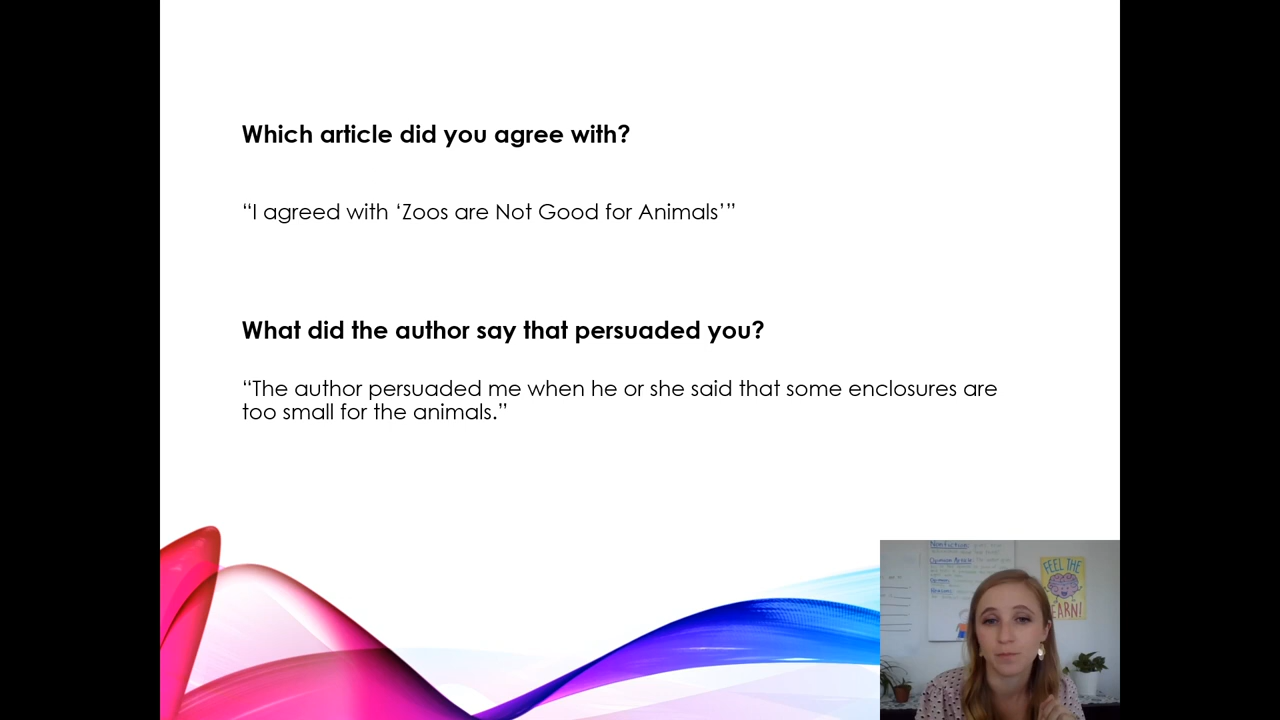 Which article did you agree with?
“I agreed with ‘Zoos are Not Good for Animals’”
What did the author say that persuaded you?
“The author persuaded me when he or she said that some enclosures are
too small for the animals.”
Nonfiction:
FEEL THE